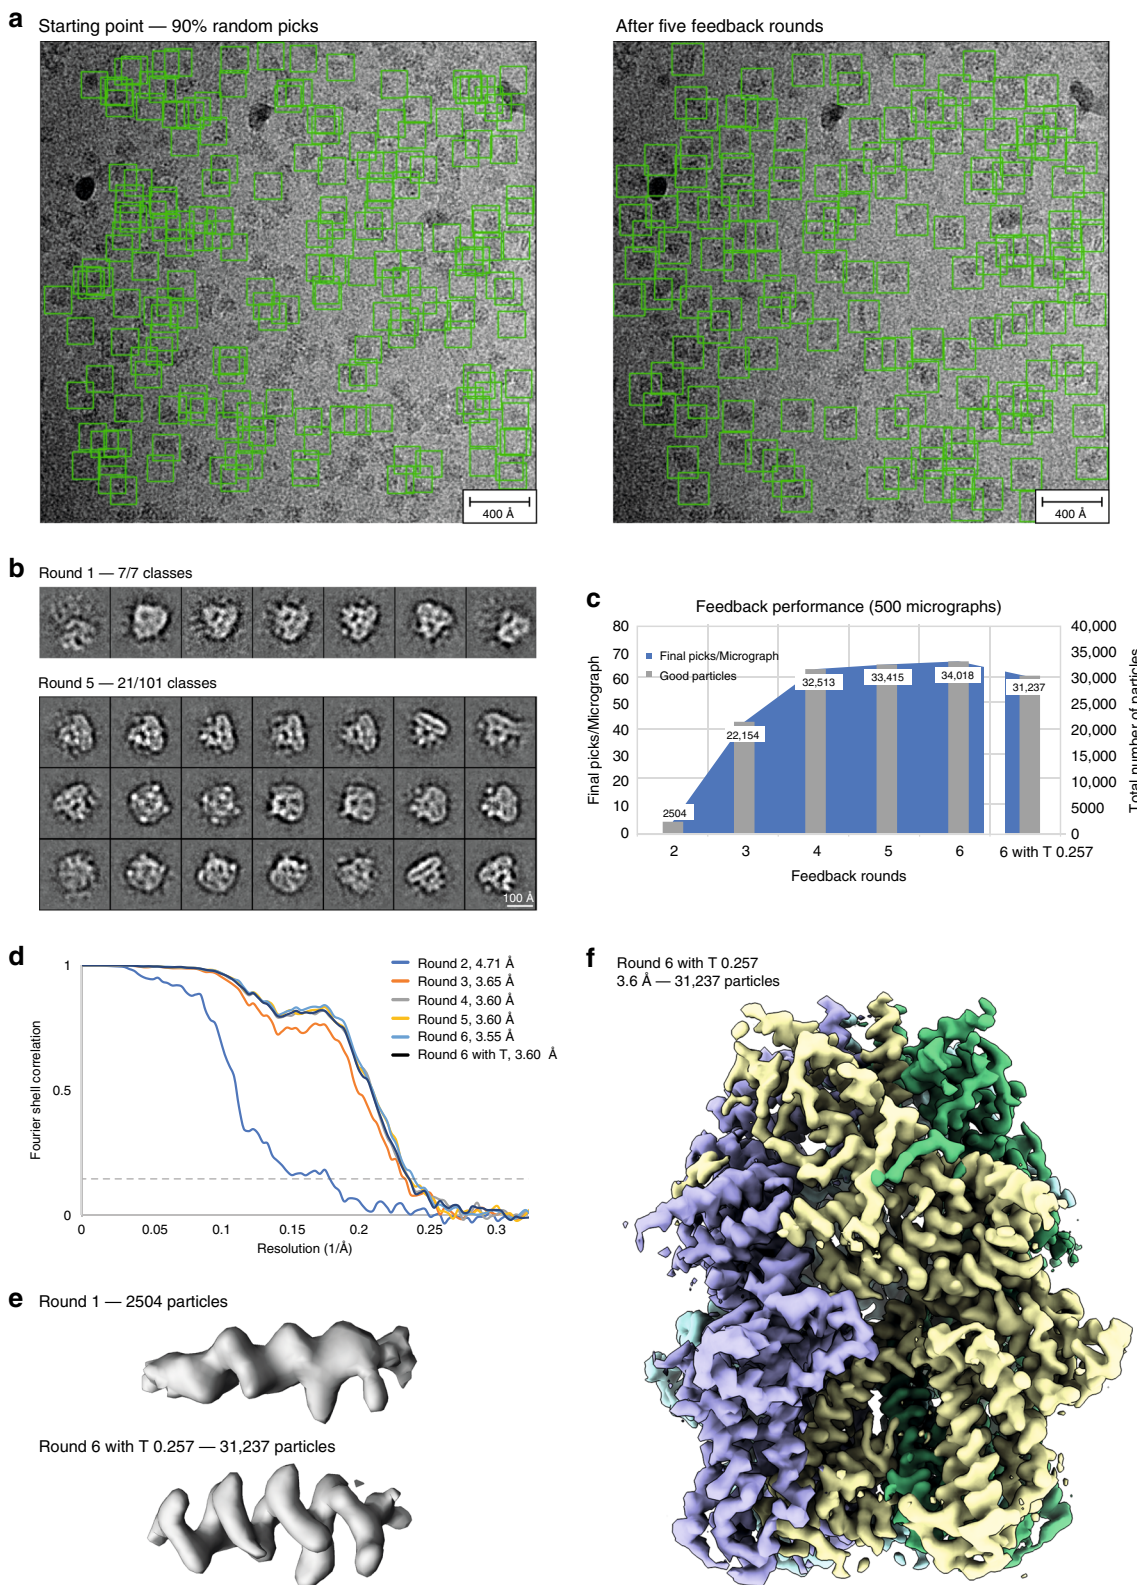 a
Starting point — 90% random picks
After five feedback rounds
400 Å
400 Å
b
Round 1 — 7/7 classes
Round 5 — 21/101 classes
100 Å
c
Feedback performance (500 micrographs)
Final picks/Micrograph
Good particles
Final picks/Micrograph
Total number of particles
80
70
60
50
40
30
20
10
0
40,000
35,000
30,000
25,000
20,000
15,000
10,000
5000
0
2504
22,154
32,513
33,415
34,018
31,237
2
3
4
5
6
6 with T 0.257
Feedback rounds
d
1
0.5
0
Fourier shell correlation
Round 2, 4.71 Å
Round 3, 3.65 Å
Round 4, 3.60 Å
Round 5, 3.60 Å
Round 6, 3.55 Å
Round 6 with T, 3.60 Å
0
0.05
0.1
0.15
0.2
0.25
0.3
Resolution (1/Å)
e
Round 1 — 2504 particles
Round 6 with T 0.257 — 31,237 particles
f
Round 6 with T 0.257
3.6 Å — 31,237 particles